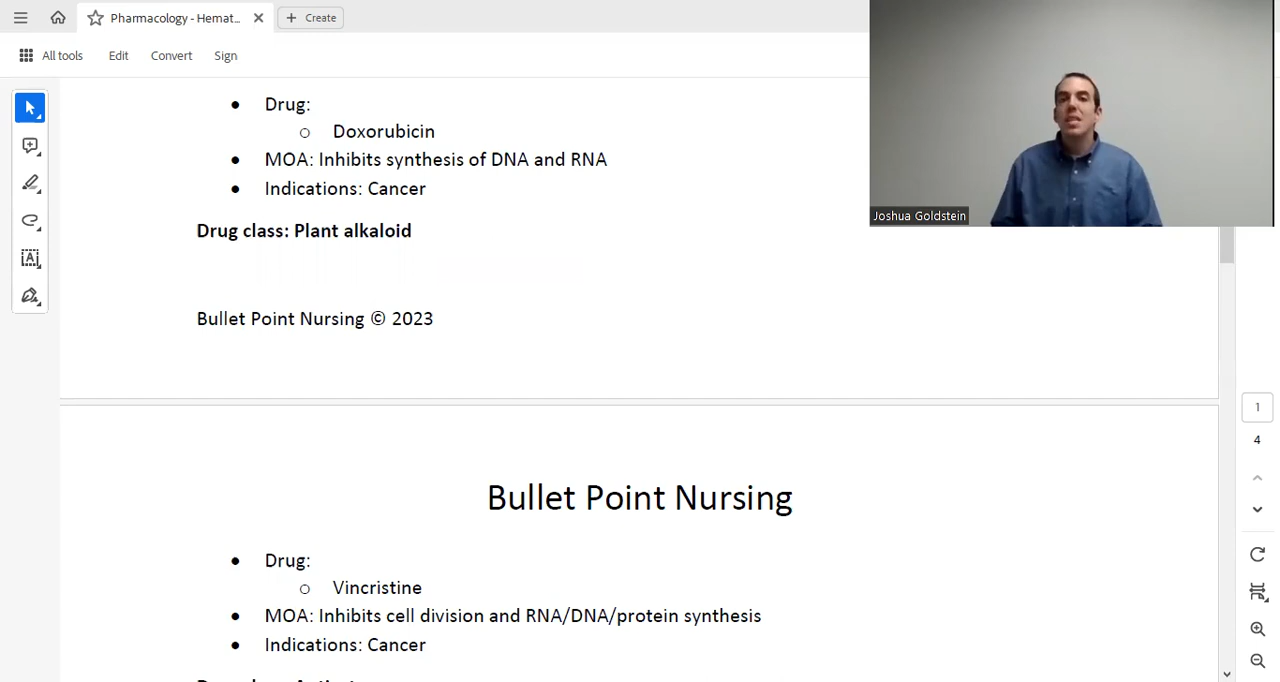 Pharmacology - Hemat...
Create
All tools
Edit
Convert
Sign
• Drug:
o Doxorubicin
• MOA: Inhibits synthesis of DNA and RNA
• Indications: Cancer
Joshua Goldstein
Drug class: Plant alkaloid
Bullet Point Nursing © 2023
1
4
Bullet Point Nursing
• Drug:
o Vincristine
• MOA: Inhibits cell division and RNA/DNA/protein synthesis
• Indications: Cancer